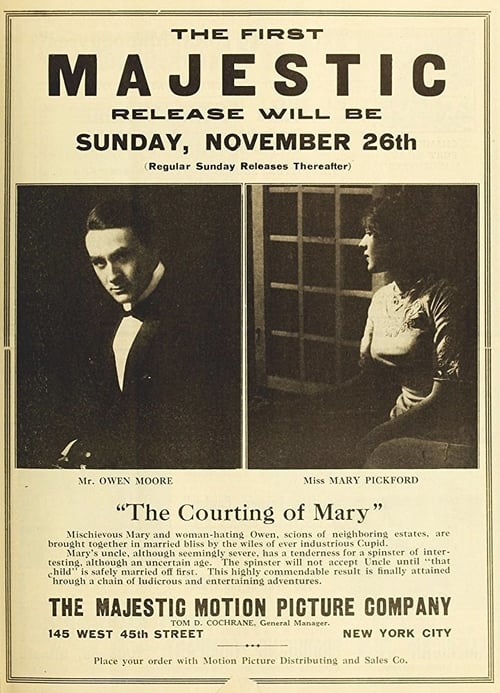 THE FIRST
MAJESTIC
RELEASE WILL BE
SUNDAY, NOVEMBER 26th
(Regular Sunday Releases Thereafter)
Mr. OWEN MOORE
Miss MARY PICKFORD
"The Courting of Mary"
Mischievous Mary and woman-hating Owen, scions of neighboring estates, are
brought together in married bliss by the wiles of ever industrious Cupid.
Mary's uncle, although seemingly severe, has a tenderness for a spinster of inter-
testing, although an uncertain age. The spinster will not accept Uncle until "that
child" is safely married off first. This highly commendable result is finally attained
through a chain of ludicrous and entertaining adventures.
THE MAJESTIC MOTION PICTURE COMPANY
TOM D. COCHRANE, General Manager.
145 WEST 45th STREET
NEW YORK CITY
Place your order with Motion Picture Distributing and Sales Co.